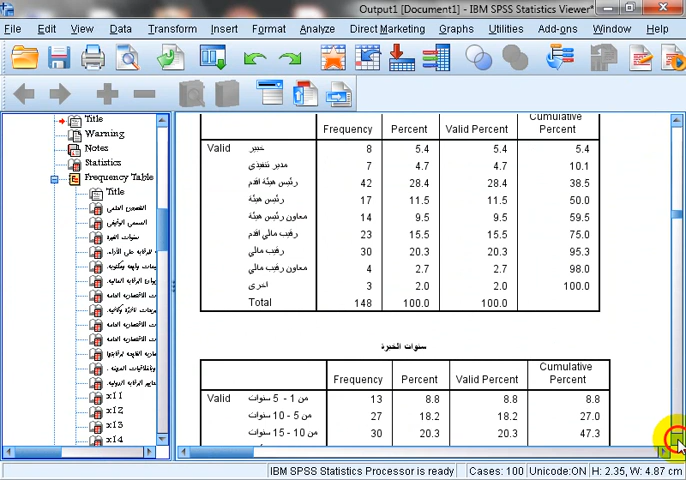 Output1 [Document1] - IBM SPSS Statistics Viewer*
File Edit View Data Transform Insert Format Analyze Direct Marketing Graphs Utilities Add-ons Window Help
Title
Warning
Notes
Statistics
Frequency Table
Title
المسمى الوظيفي
سنوات الخبرة
x11
x12
x13
x14
Frequency Percent Valid Percent Cumulative Percent
Valid خبير 8 5.4 5.4 5.4
مدير تنفيذي 7 4.7 4.7 10.1
رئيس هيئة اقدم 42 28.4 28.4 38.5
رئيس هيئة 17 11.5 11.5 50.0
معاون رئيس هيئة 14 9.5 9.5 59.5
رقيب مالي اقدم 23 15.5 15.5 75.0
رقيب مالي 30 20.3 20.3 95.3
معاون رقيب مالي 4 2.7 2.7 98.0
اخرى 3 2.0 2.0 100.0
Total 148 100.0 100.0
سنوات الخبرة
Frequency Percent Valid Percent Cumulative Percent
Valid من 1 - 5 سنوات 13 8.8 8.8 8.8
من 5 - 10 سنوات 27 18.2 18.2 27.0
من 10 - 15 سنوات 30 20.3 20.3 47.3
IBM SPSS Statistics Processor is ready Cases: 100 Unicode:ON H: 2.35, W: 4.87 cm